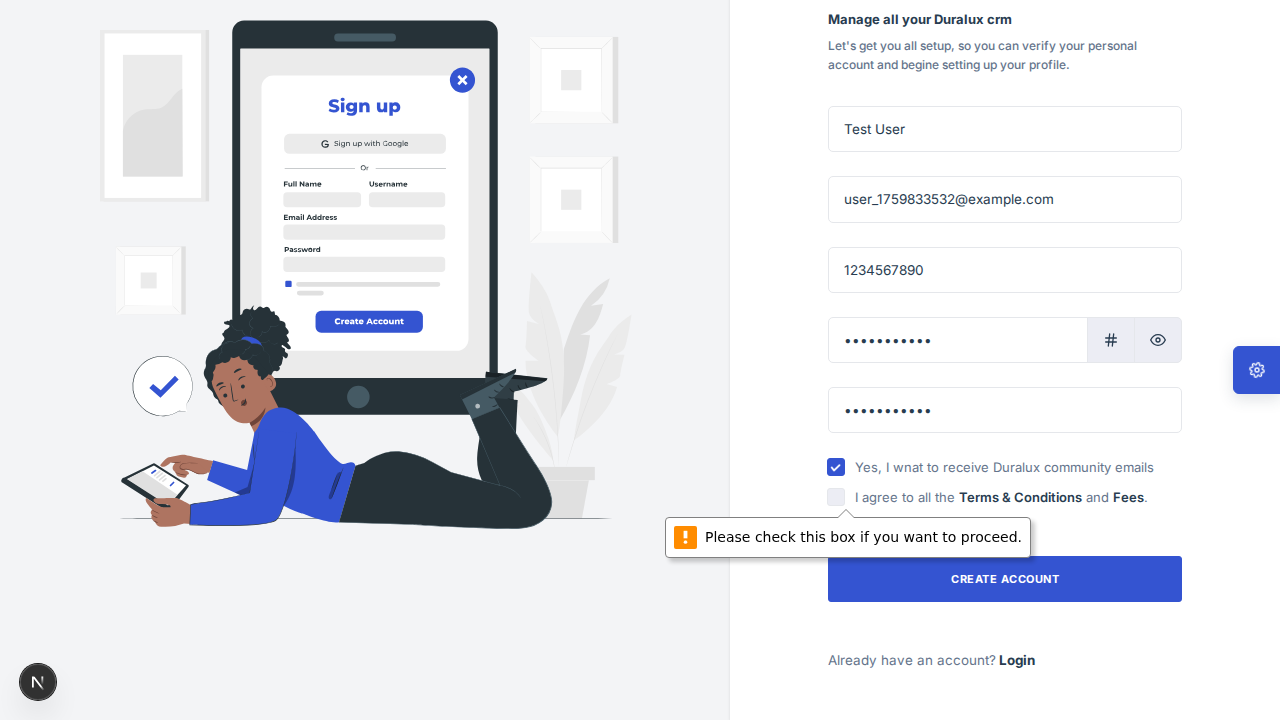 Sign up
G Sign up with Google
Or
Full Name
Username
Email Address
Password
Create Account
N
Manage all your Duralux crm
Let's get you all setup, so you can verify your personal
account and begine setting up your profile.
Test User
user_1759833532@example.com
1234567890
•••••••••••
•••••••••••
Yes, I wnat to receive Duralux community emails
I agree to all the Terms & Conditions and Fees.
Please check this box if you want to proceed.
CREATE ACCOUNT
Already have an account? Login